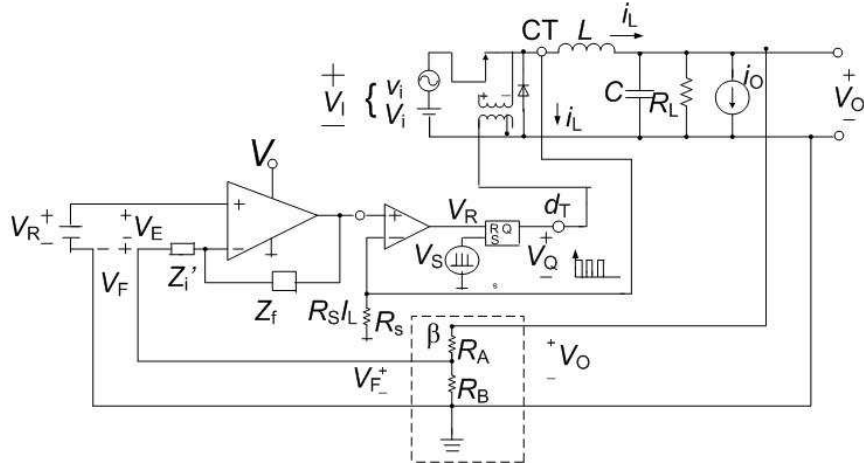 CT
L
i_L
+
V_I
−
{
v_i
V_i
+ −
i_L
C
R_L
i_O
+
V_O
−
V
V_R
+
−
+
−
V_E
− +
V_F
Z_i'
+
−
Z_f
+
−
V_R
R Q
S
d_T
V_S
+
V_Q
−
s
R_S I_L
R_s
β
R_A
+
V_O
−
V_F
+
−
R_B